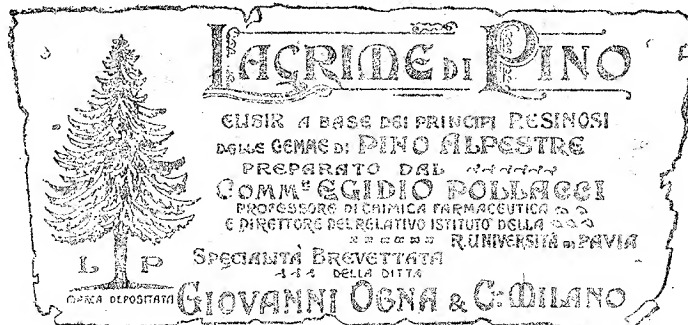 LACRIME DI PINO
ELISIR A BASE DEI PRINCIPI RESINOSI
DELLE GEMME DI PINO ALPESTRE
PREPARATO DAL
COMM.E EGIDIO POLLACCI
PROFESSORE DI CHIMICA FARMACEUTICA
E DIRETTORE DEL RELATIVO ISTITUTO DELLA
R. UNIVERSITÀ DI PAVIA
SPECIALITÀ BREVETTATA
DELLA DITTA
GIOVANNI OGNA & C. MILANO
L P
MARCA DEPOSITATA